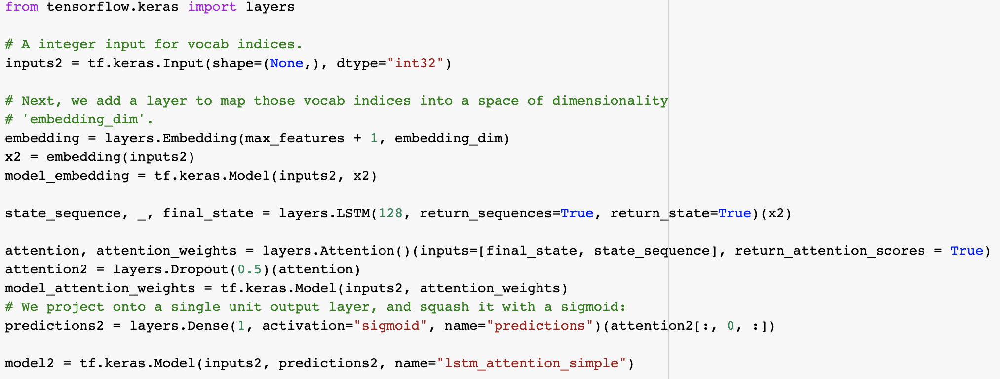 from tensorflow.keras import layers
# A integer input for vocab indices.
inputs2 = tf.keras.Input(shape=(None,), dtype="int32")
# Next, we add a layer to map those vocab indices into a space of dimensionality
# 'embedding_dim'.
embedding = layers.Embedding(max_features + 1, embedding_dim)
x2 = embedding(inputs2)
model_embedding = tf.keras.Model(inputs2, x2)
state_sequence, _, final_state = layers.LSTM(128, return_sequences=True, return_state=True)(x2)
attention, attention_weights = layers.Attention()(inputs=[final_state, state_sequence], return_attention_scores = True)
attention2 = layers.Dropout(0.5)(attention)
model_attention_weights = tf.keras.Model(inputs2, attention_weights)
# We project onto a single unit output layer, and squash it with a sigmoid:
predictions2 = layers.Dense(1, activation="sigmoid", name="predictions")(attention2[:, 0, :])
model2 = tf.keras.Model(inputs2, predictions2, name="lstm_attention_simple")